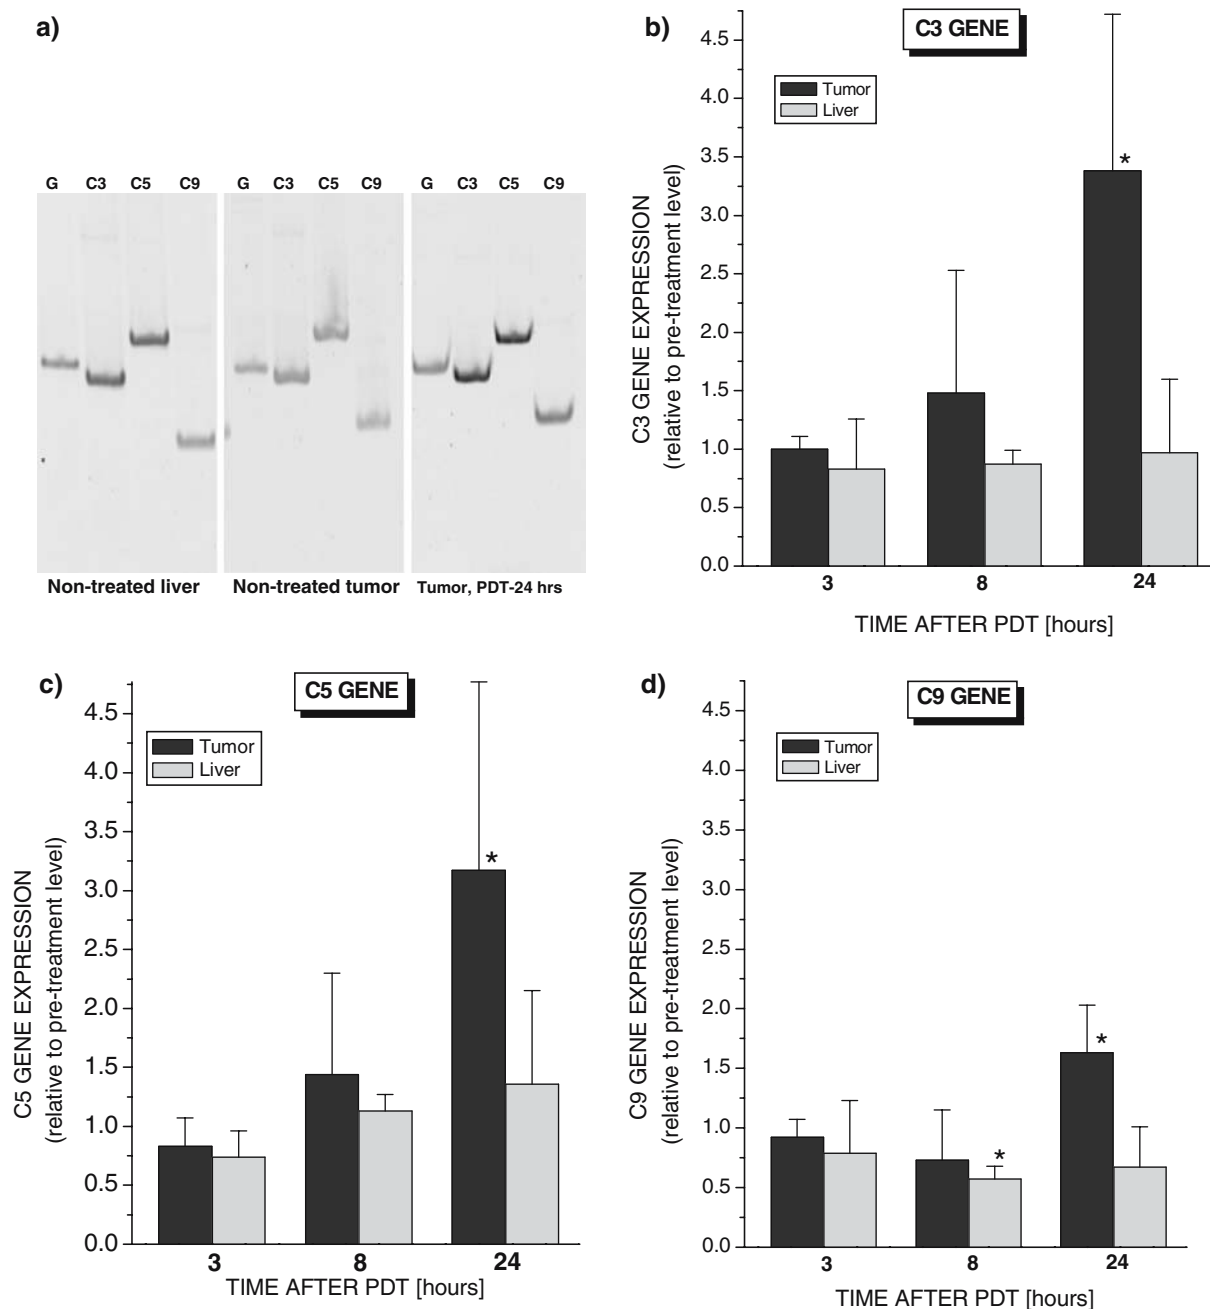 a)
G C3 C5 C9
G C3 C5 C9
G C3 C5 C9
Non-treated liver
Non-treated tumor
Tumor, PDT-24 hrs
b)
C3 GENE
Tumor
Liver
C3 GENE EXPRESSION
(relative to pre-treatment level)
4.5
4.0
3.5
3.0
2.5
2.0
1.5
1.0
0.5
0.0
*
3 8 24
TIME AFTER PDT [hours]
c)
C5 GENE
Tumor
Liver
C5 GENE EXPRESSION
(relative to pre-treatment level)
4.5
4.0
3.5
3.0
2.5
2.0
1.5
1.0
0.5
0.0
*
3 8 24
TIME AFTER PDT [hours]
d)
C9 GENE
Tumor
Liver
C9 GENE EXPRESSION
(relative to pre-treatment level)
4.5
4.0
3.5
3.0
2.5
2.0
1.5
1.0
0.5
0.0
*
*
3 8 24
TIME AFTER PDT [hours]